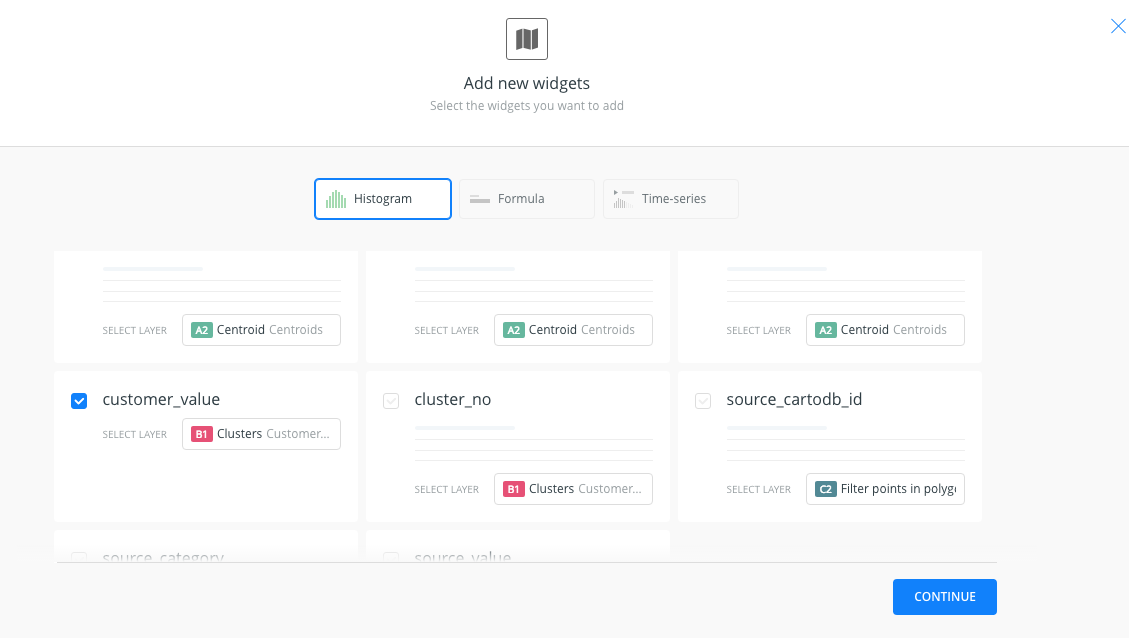 Add new widgets
Select the widgets you want to add
Histogram
Formula
Time-series
SELECT LAYER A2 Centroid Centroids
SELECT LAYER A2 Centroid Centroids
SELECT LAYER A2 Centroid Centroids
customer_value
SELECT LAYER B1 Clusters Customer...
cluster_no
SELECT LAYER B1 Clusters Customer...
source_cartodb_id
SELECT LAYER C2 Filter points in polyg
source_category
source_value
CONTINUE